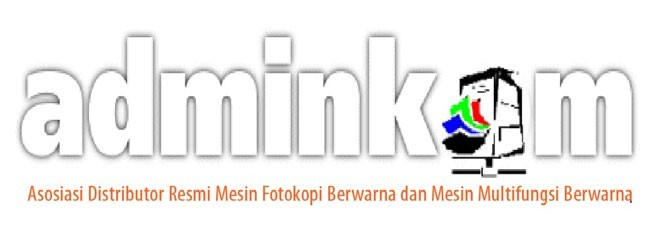 adminkom
Asosiasi Distributor Resmi Mesin Fotokopi Berwarna dan Mesin Multifungsi Berwarna